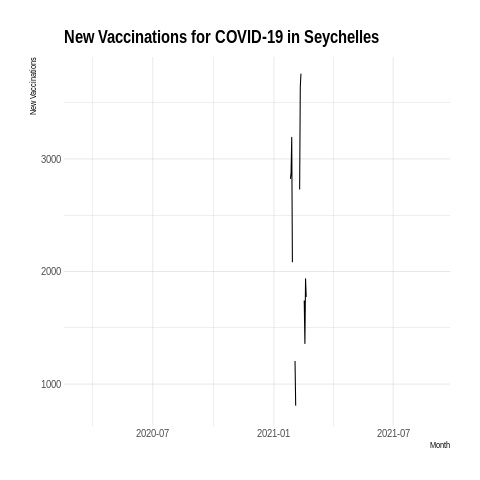 New Vaccinations for COVID-19 in Seychelles
New Vaccinations
3000
2000
1000
2020-07
2021-01
2021-07
Month